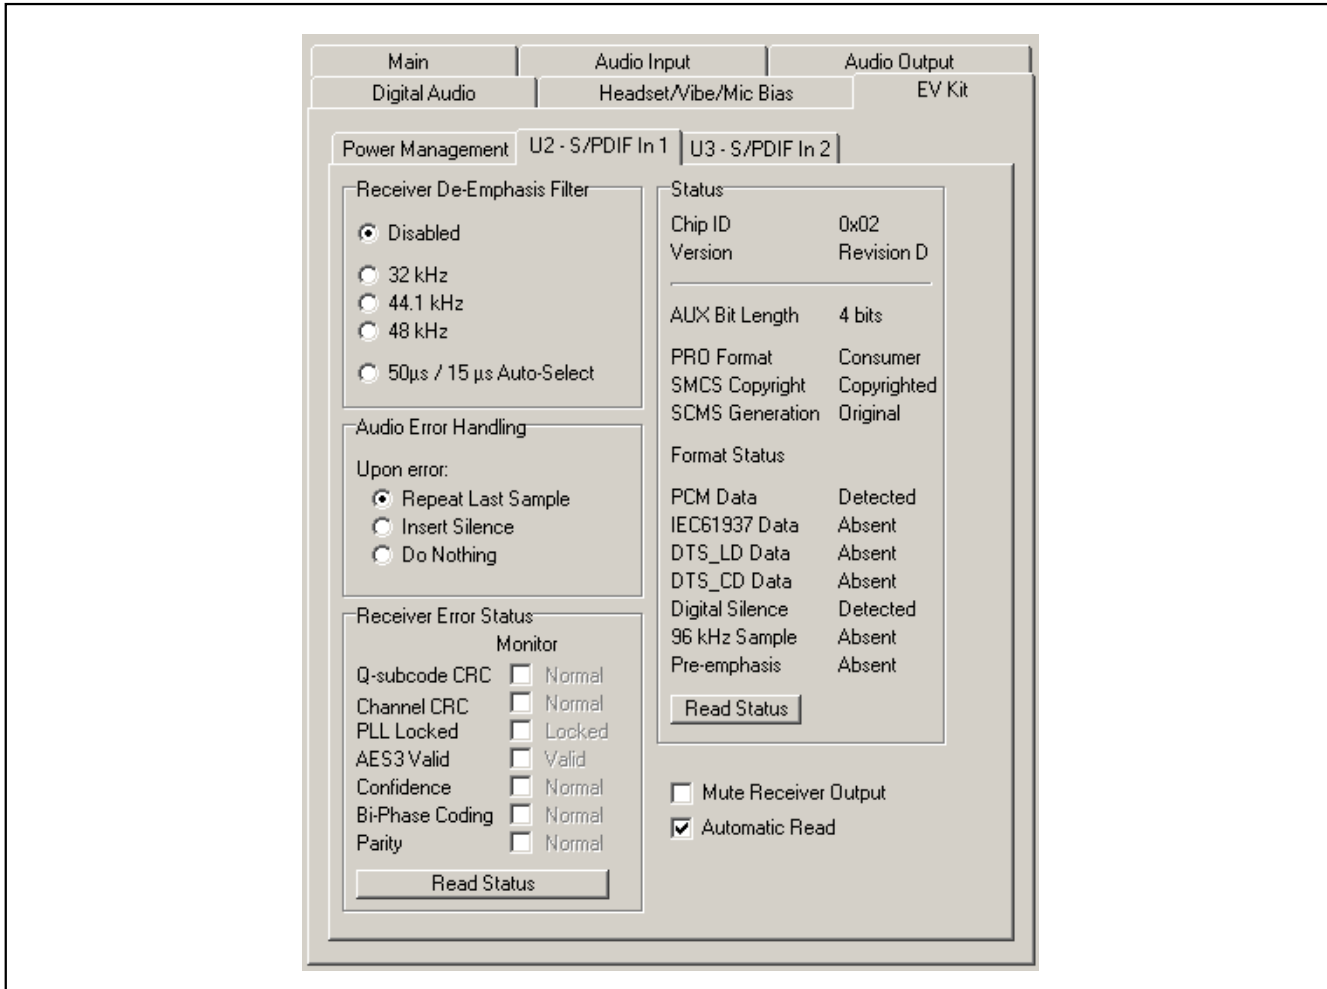 Main Audio Input Audio Output
Digital Audio Headset/Vibe/Mic Bias EV Kit
Power Management U2 - S/PDIF In 1 U3 - S/PDIF In 2
Receiver De-Emphasis Filter
Disabled
32 kHz
44.1 kHz
48 kHz
50µs / 15 µs Auto-Select
Audio Error Handling
Upon error:
Repeat Last Sample
Insert Silence
Do Nothing
Receiver Error Status
Monitor
Q-subcode CRC Normal
Channel CRC Normal
PLL Locked Locked
AES3 Valid Valid
Confidence Normal
Bi-Phase Coding Normal
Parity Normal
Read Status
Status
Chip ID 0x02
Version Revision D
AUX Bit Length 4 bits
PRO Format Consumer
SMCS Copyright Copyrighted
SCMS Generation Original
Format Status
PCM Data Detected
IEC61937 Data Absent
DTS_LD Data Absent
DTS_CD Data Absent
Digital Silence Detected
96 kHz Sample Absent
Pre-emphasis Absent
Read Status
Mute Receiver Output
Automatic Read